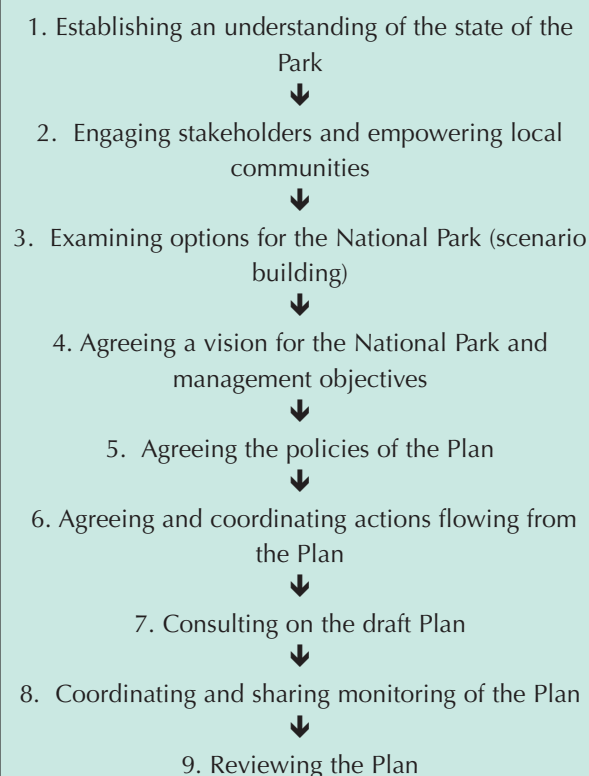 1. Establishing an understanding of the state of the
Park
2. Engaging stakeholders and empowering local
communities
3. Examining options for the National Park (scenario
building)
4. Agreeing a vision for the National Park and
management objectives
5. Agreeing the policies of the Plan
6. Agreeing and coordinating actions flowing from
the Plan
7. Consulting on the draft Plan
8. Coordinating and sharing monitoring of the Plan
9. Reviewing the Plan